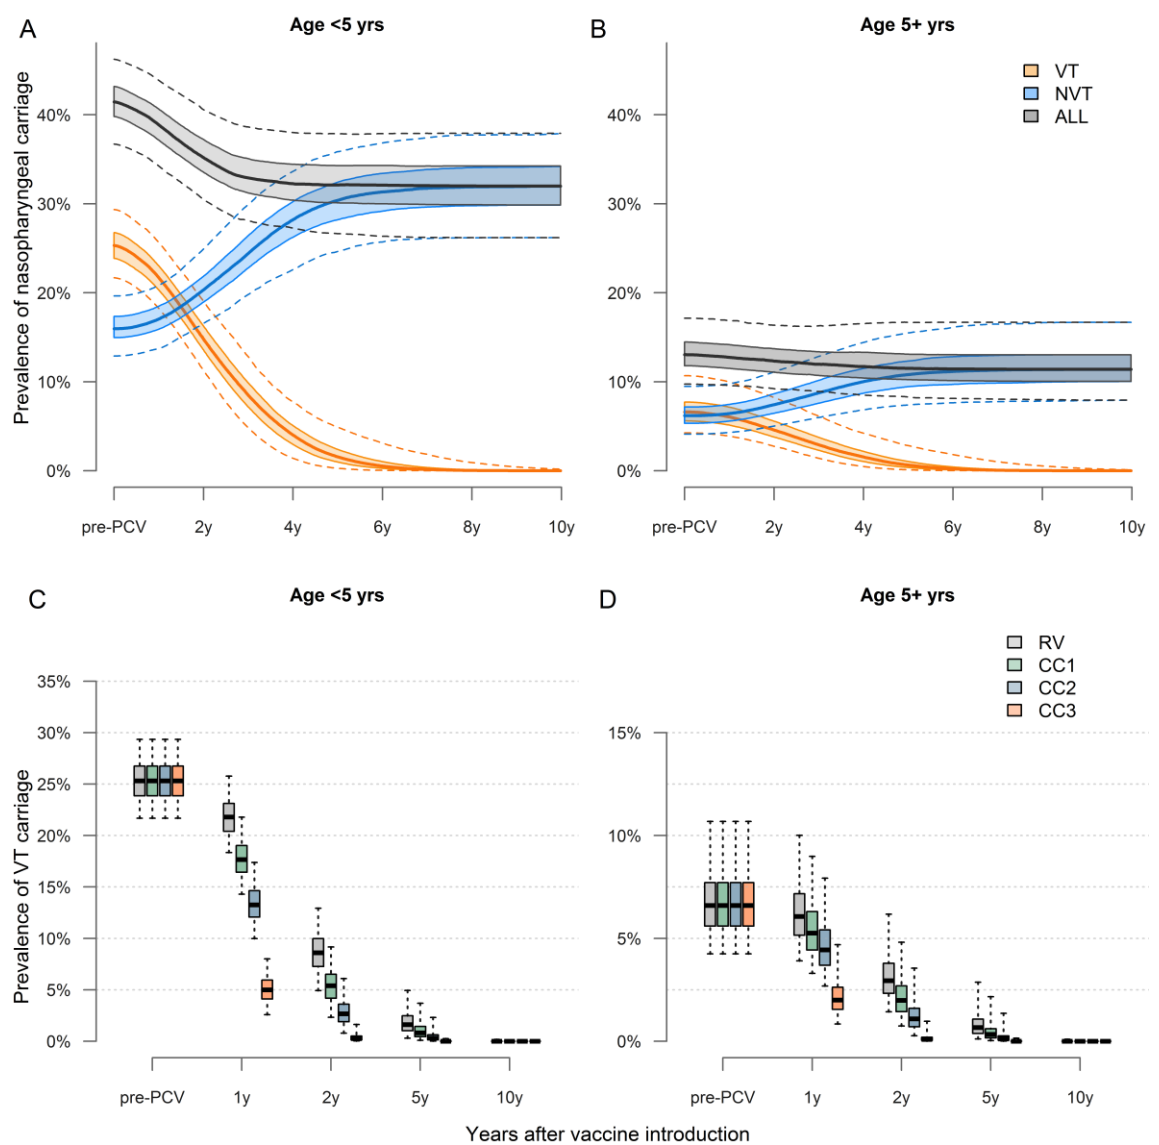 A
Age <5 yrs
Prevalence of nasopharyngeal carriage
40%
30%
20%
10%
0%
pre-PCV 2y 4y 6y 8y 10y
B
Age 5+ yrs
VT
NVT
ALL
40%
30%
20%
10%
0%
pre-PCV 2y 4y 6y 8y 10y
C
Age <5 yrs
Prevalence of VT carriage
35%
30%
25%
20%
15%
10%
5%
0%
pre-PCV 1y 2y 5y 10y
D
Age 5+ yrs
RV
CC1
CC2
CC3
15%
10%
5%
0%
pre-PCV 1y 2y 5y 10y
Years after vaccine introduction